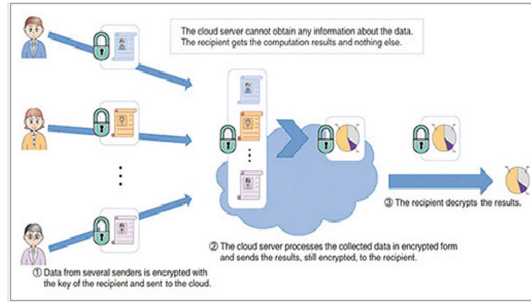 The cloud server cannot obtain any information about the data.
The recipient gets the computation results and nothing else.
③ The recipient decrypts the results.
② The cloud server processes the collected data in encrypted form
and sends the results, still encrypted, to the recipient.
① Data from several senders is encrypted with
the key of the recipient and sent to the cloud.